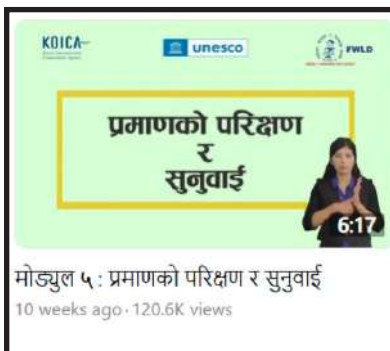 KOICA
unesco
FWLD
प्रमाणको परिक्षण
र
सुनुवाई
6:17
मोड्युल ५ : प्रमाणको परिक्षण र सुनुवाई
10 weeks ago · 120.6K views